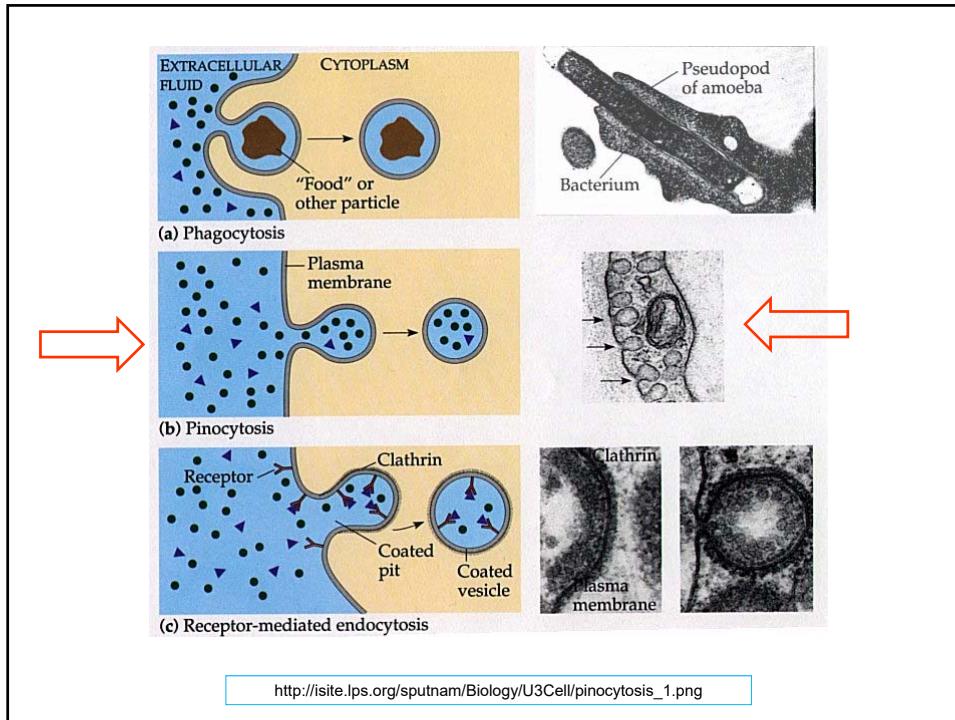 EXTRACELLULAR
FLUID
CYTOPLASM
"Food" or
other particle
(a) Phagocytosis
Pseudopod
of amoeba
Bacterium
Plasma
membrane
(b) Pinocytosis
Receptor
Clathrin
Coated
pit
Coated
vesicle
(c) Receptor-mediated endocytosis
Clathrin
Plasma
membrane
http://isite.lps.org/sputnam/Biology/U3Cell/pinocytosis_1.png